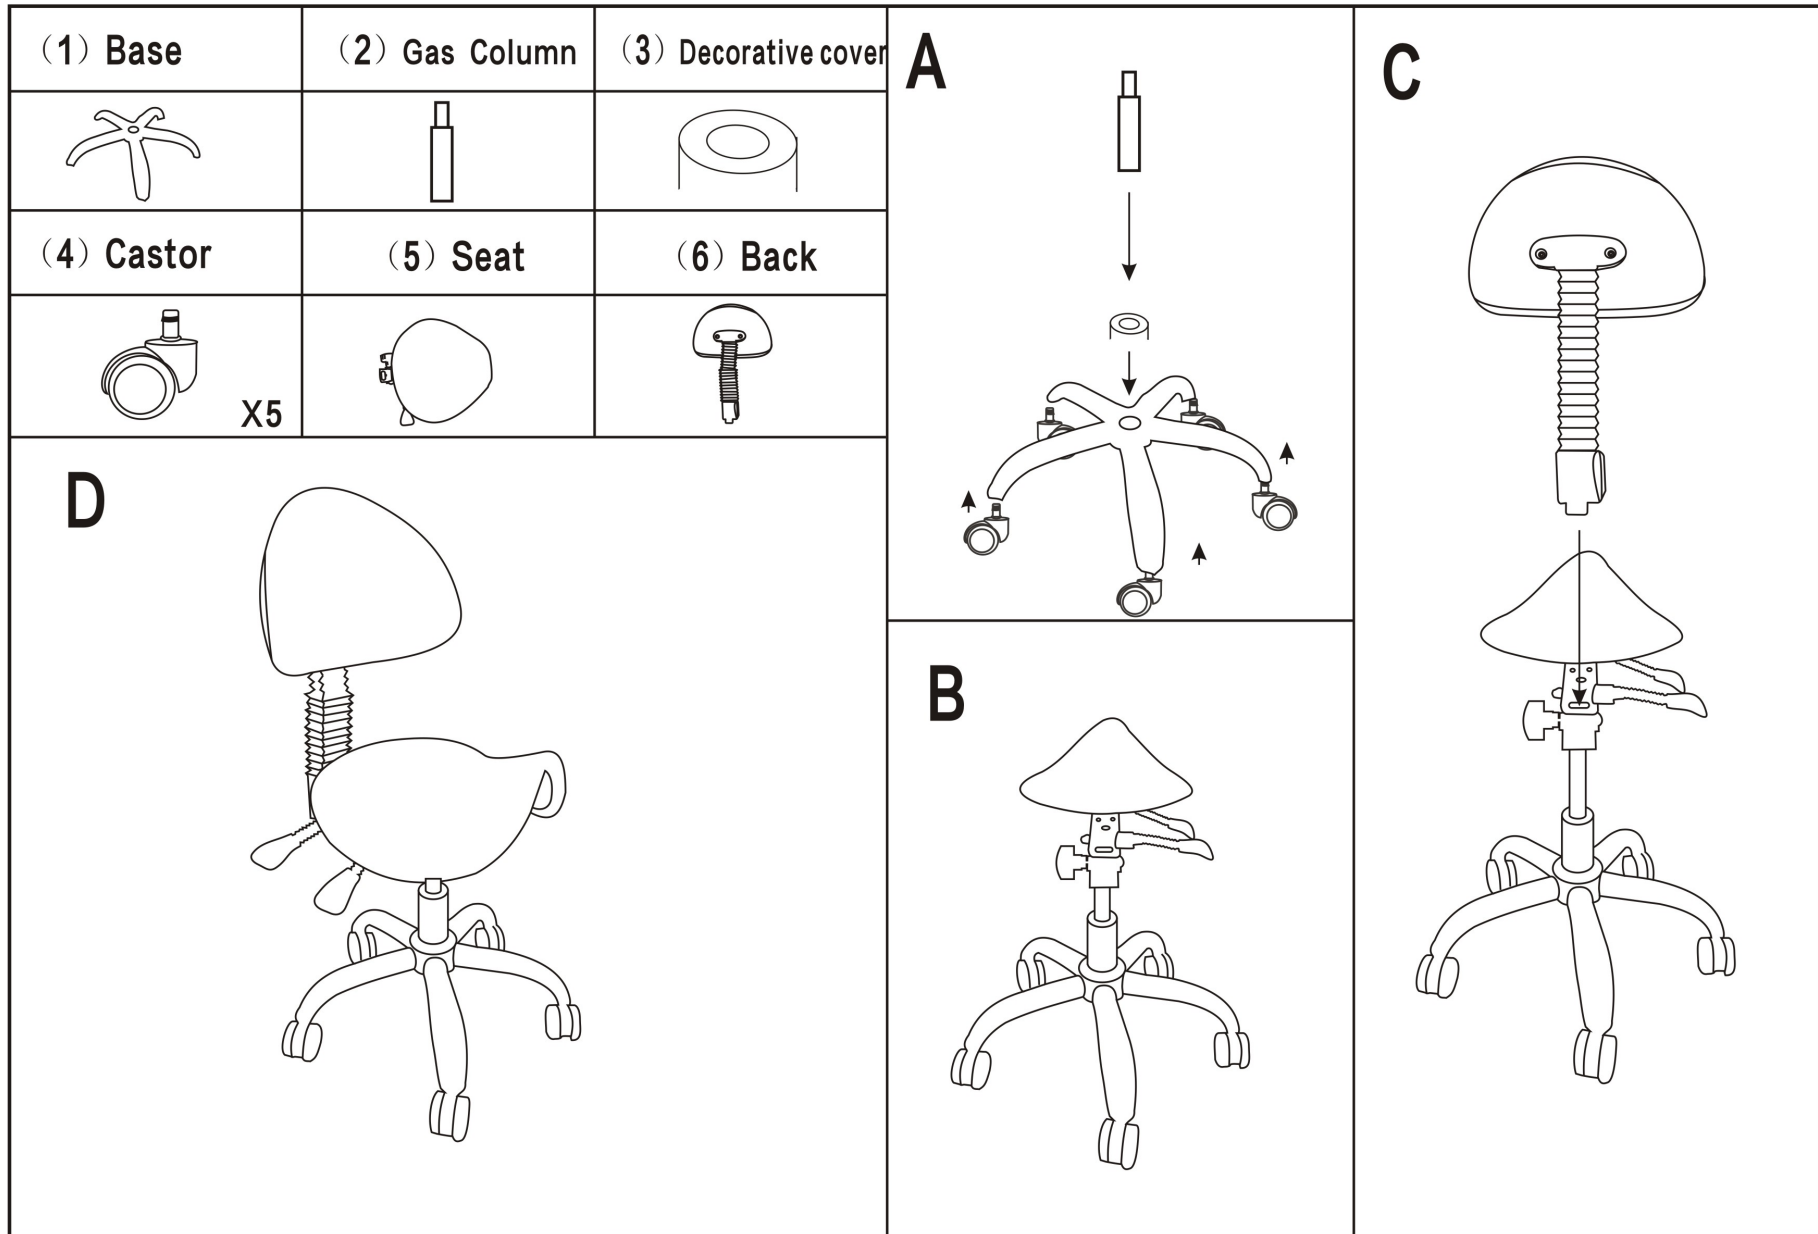 （1）Base
（2）Gas Column
（3）Decorative cover
（4）Castor
（5）Seat
（6）Back
X5
A
B
C
D